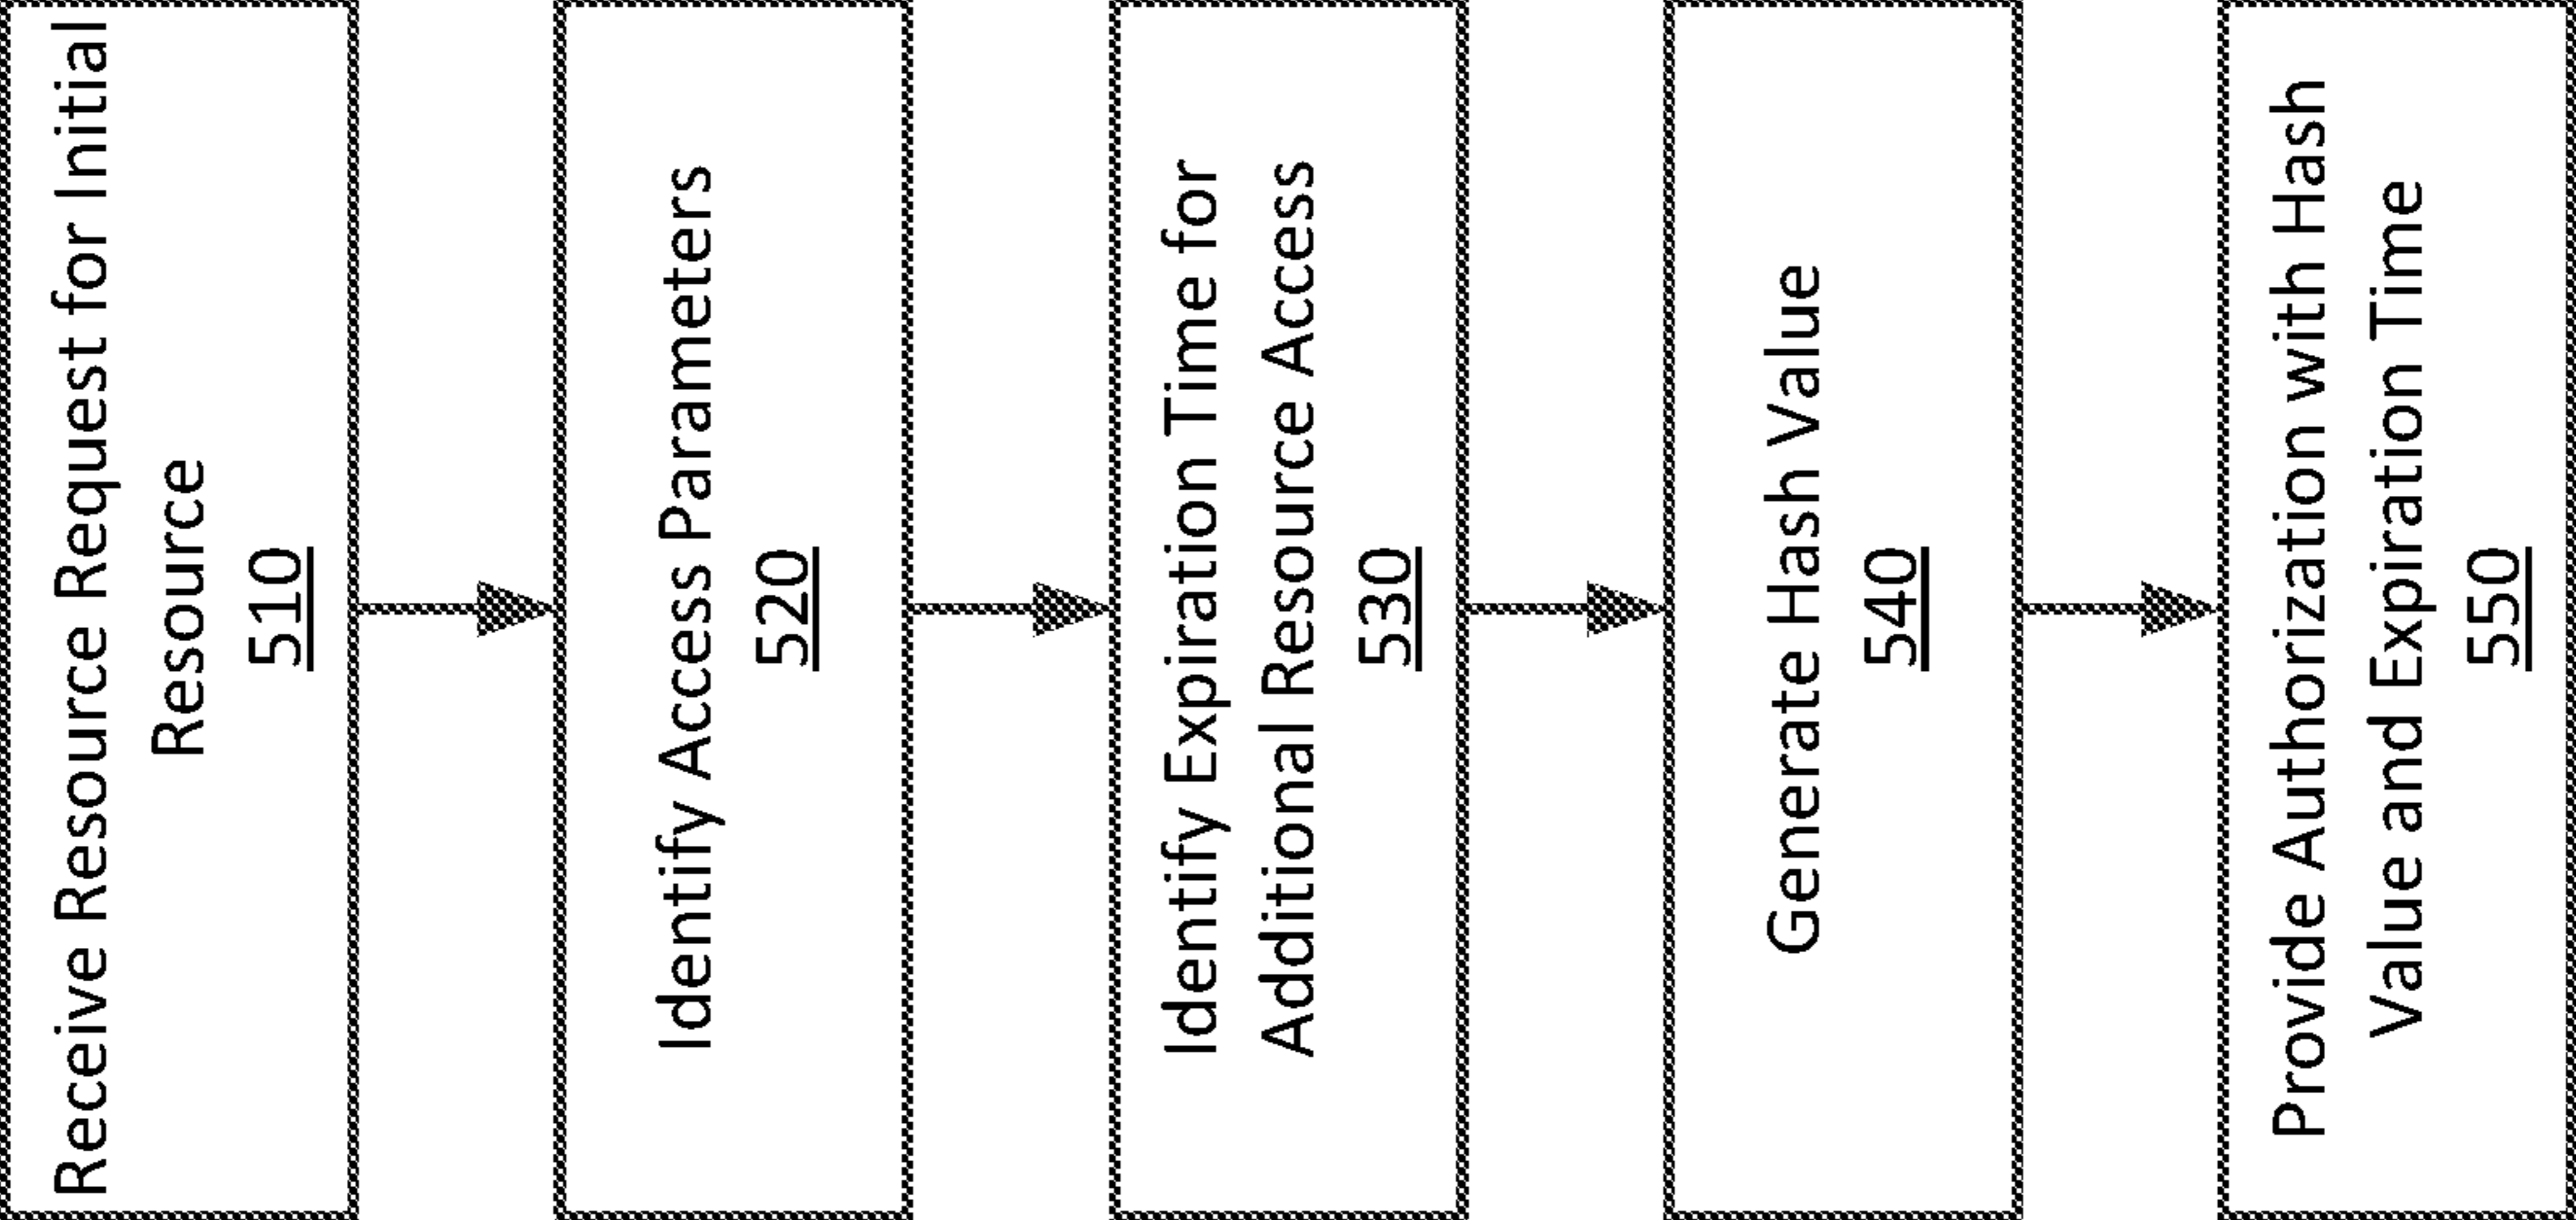 Receive Resource Request for Initial
Resource
510
Identify Access Parameters
520
Identify Expiration Time for
Additional Resource Access
530
Generate Hash Value
540
Provide Authorization with Hash
Value and Expiration Time
550